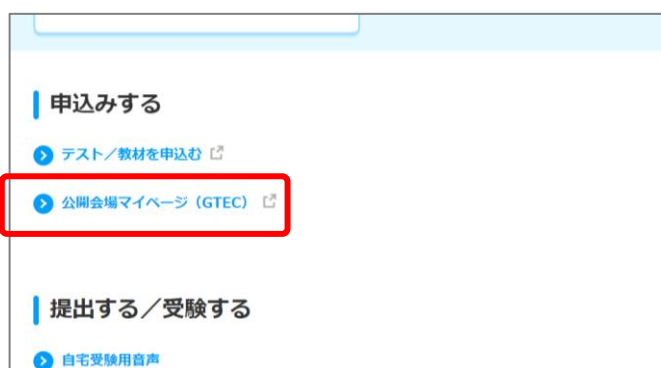 申込みする
テスト／教材を申込む
公開会場マイページ（GTEC）
提出する／受験する
自宅受験用音声